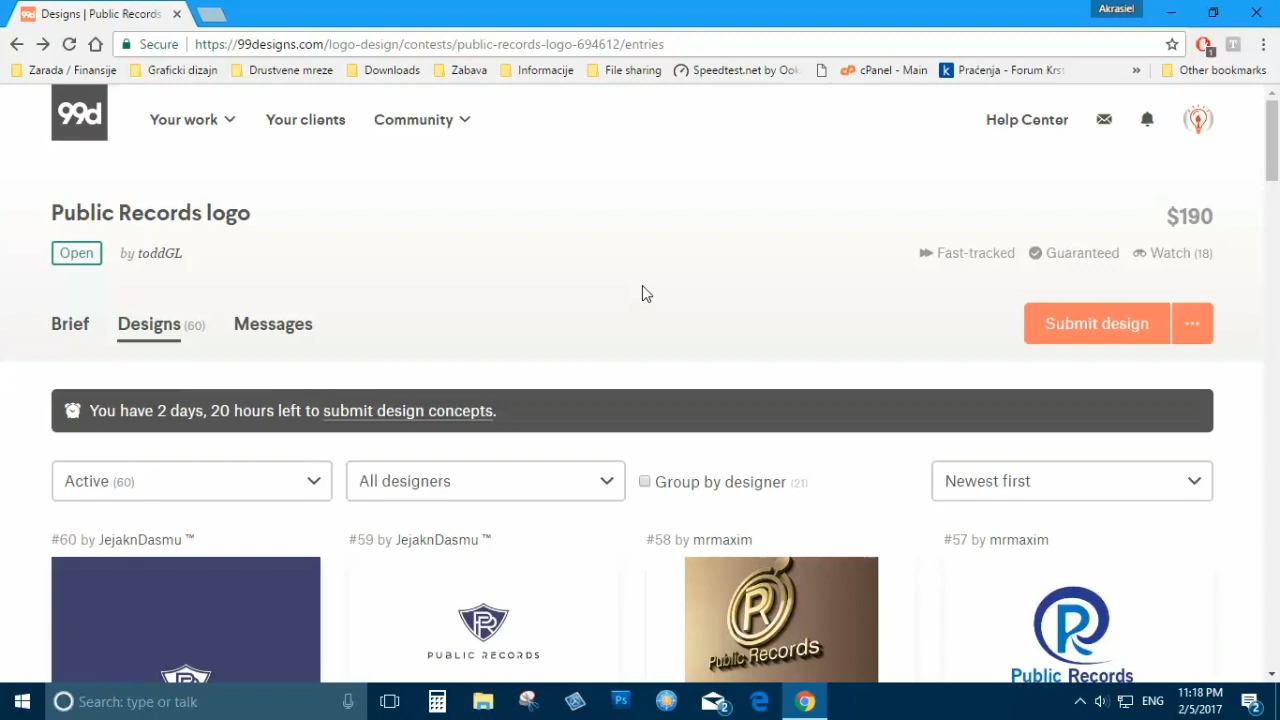 Designs | Public Records
Akrasiel
Secure
https://99designs.com/logo-design/contests/public-records-logo-694612/entries
1
T
Zarada / Finansije
Graficki dizajn
Drustvene mreze
Downloads
Zabava
Informacije
File sharing
Speedtest.net by Ook
cPanel - Main
Praćenja - Forum Krst
Other bookmarks
99d
Your work
Your clients
Community
Help Center
Public Records logo
$190
Open
by toddGL
Fast-tracked
Guaranteed
Watch (18)
Brief
Designs (60)
Messages
Submit design
You have 2 days, 20 hours left to submit design concepts.
Active (60)
All designers
Group by designer (21)
Newest first
#60 by JejaknDasmu ™
#59 by JejaknDasmu ™
#58 by mrmaxim
#57 by mrmaxim
PUBLIC RECORDS
Public Records
Public Records
Search: type or talk
Ps
2
ENG
11:18 PM
2/5/2017
2